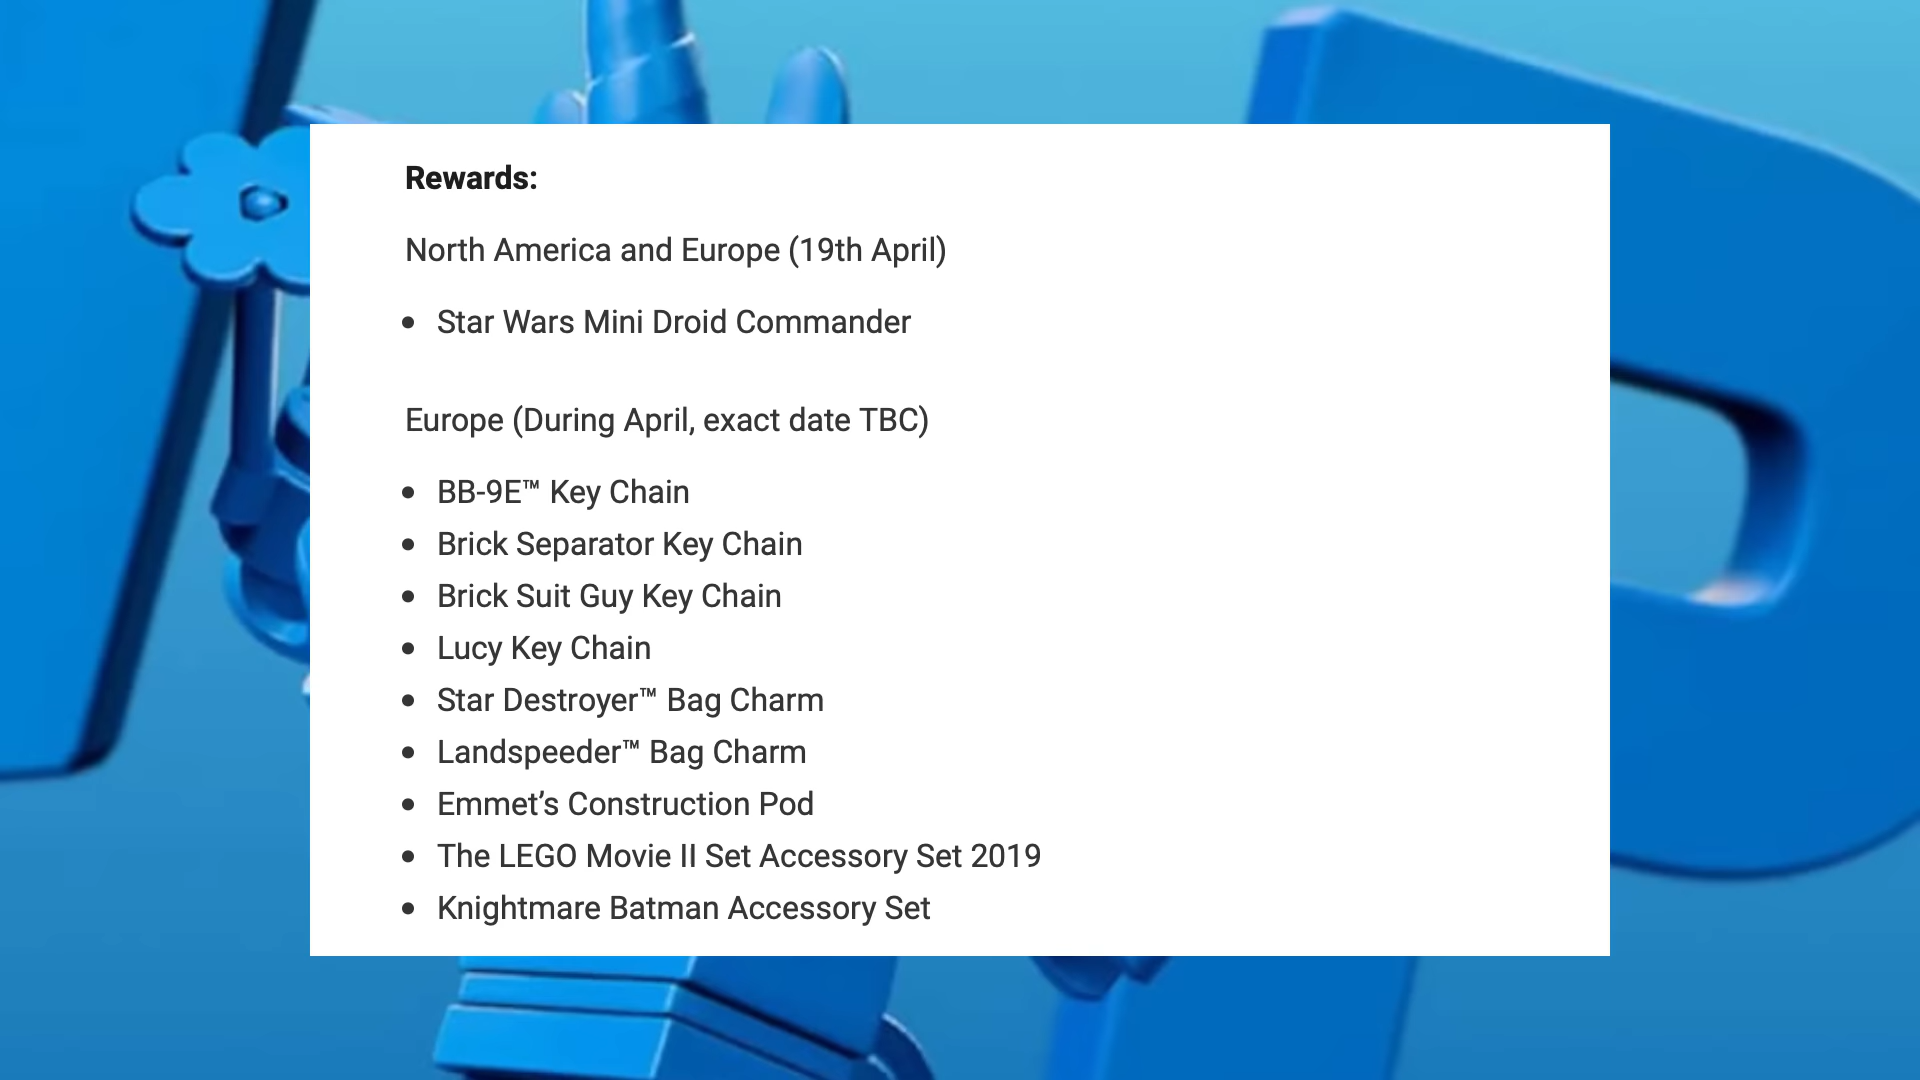 Rewards:
North America and Europe (19th April)
• Star Wars Mini Droid Commander
Europe (During April, exact date TBC)
• BB-9E™ Key Chain
• Brick Separator Key Chain
• Brick Suit Guy Key Chain
• Lucy Key Chain
• Star Destroyer™ Bag Charm
• Landspeeder™ Bag Charm
• Emmet’s Construction Pod
• The LEGO Movie II Set Accessory Set 2019
• Knightmare Batman Accessory Set